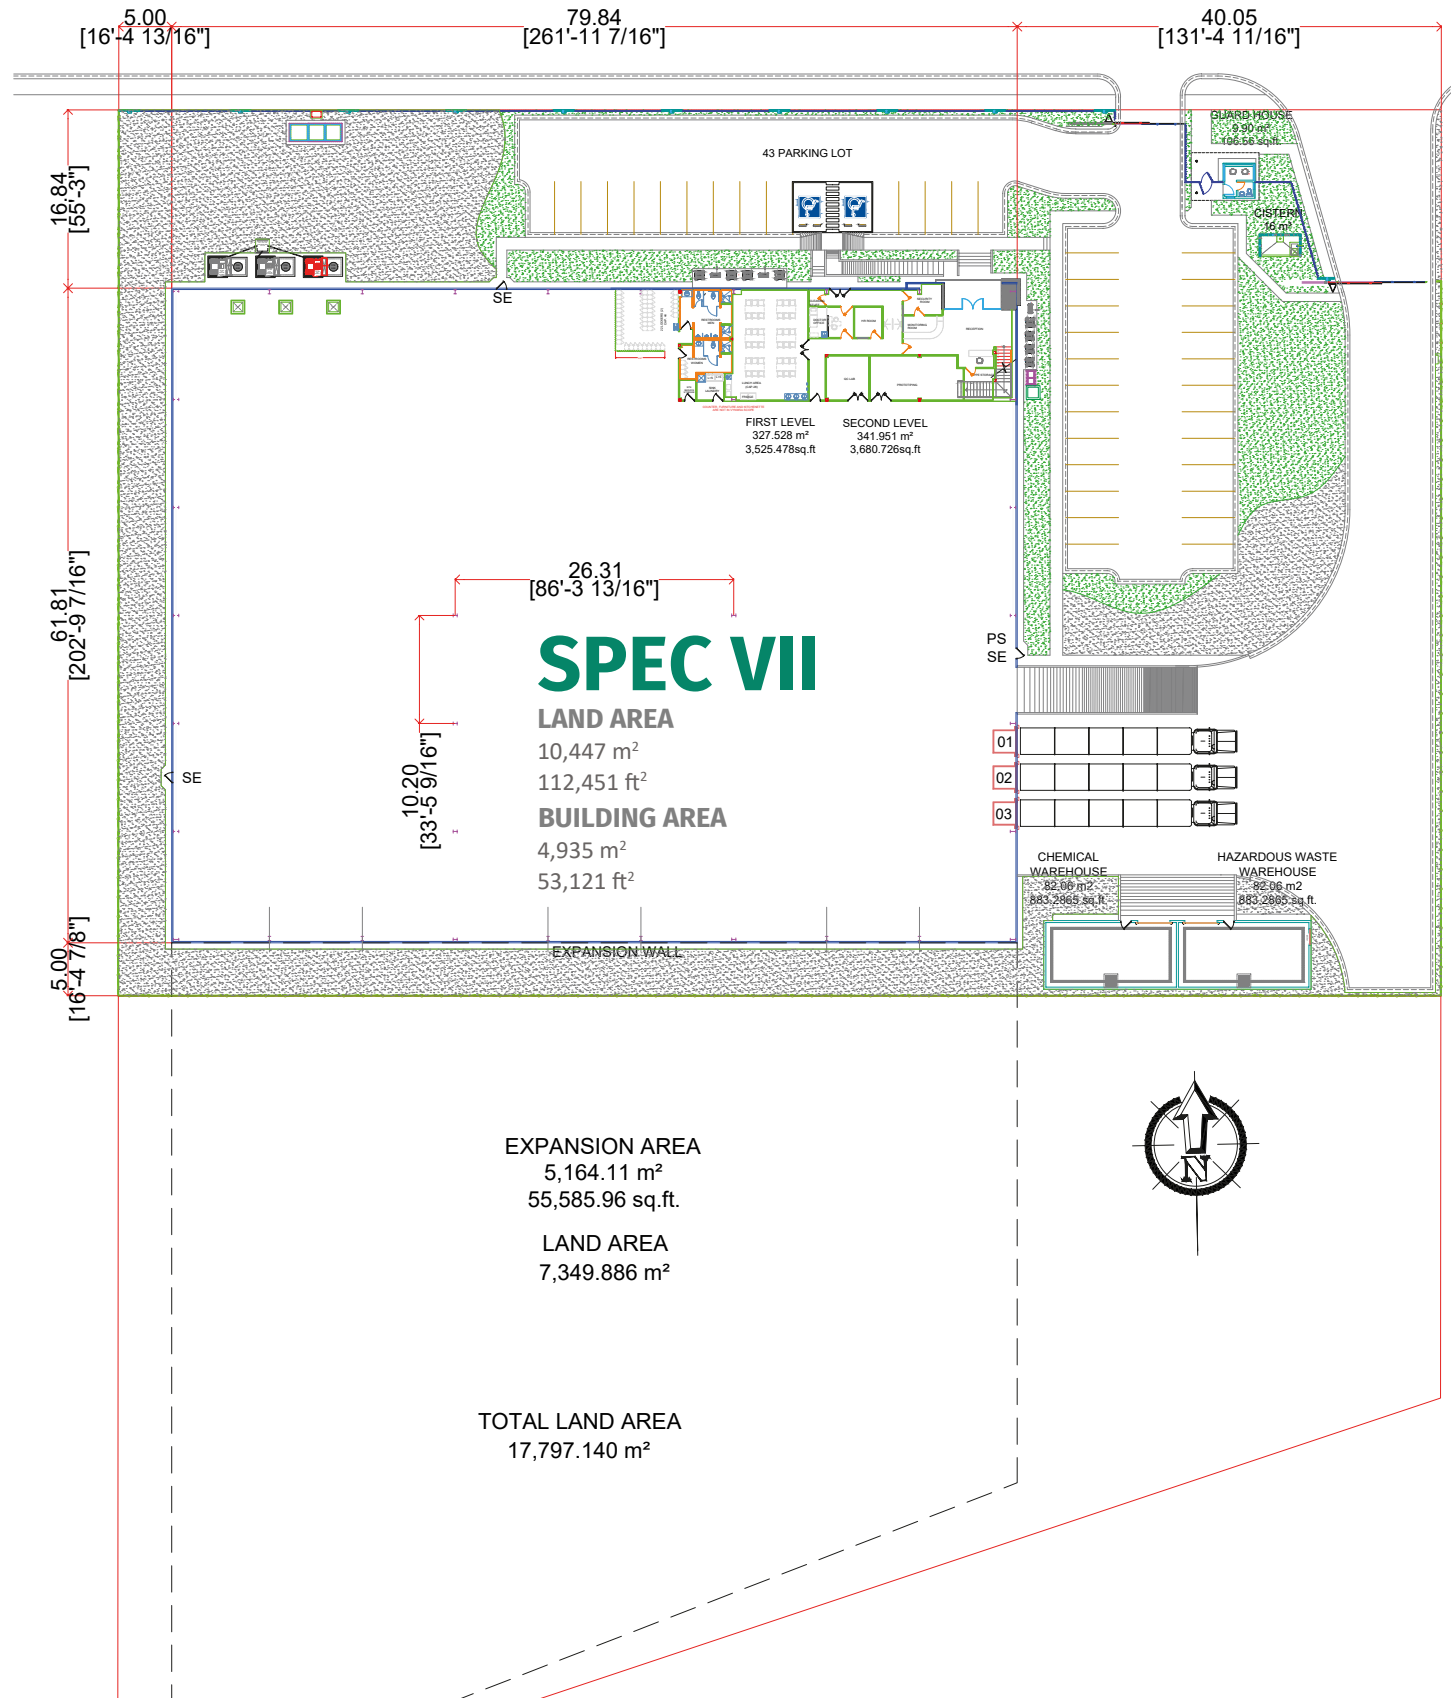 5.00
[16'-4 13/16"]
79.84
[261'-11 7/16"]
40.05
[131'-4 11/16"]
16.84
[55'-3"]
43 PARKING LOT
GUARD HOUSE
9.90 m²
106.56 sq.ft.
CISTERN
16 m³
SE
RECEPTION
PROTOTYPING
FIRST LEVEL
327.528 m²
3,525.478sq.ft
SECOND LEVEL
341.951 m²
3,680.726sq.ft
61.81
[202'-9 7/16"]
26.31
[86'-3 13/16"]
10.20
[33'-5 9/16"]
SPEC VII
LAND AREA
10,447 m²
112,451 ft²
BUILDING AREA
4,935 m²
53,121 ft²
PS
SE
SE
01
02
03
CHEMICAL
WAREHOUSE
82.06 m2
883.2865 sq.ft.
HAZARDOUS WASTE
WAREHOUSE
82.06 m2
883.2865 sq.ft.
5.00
[16'-4 7/8"]
EXPANSION WALL
EXPANSION AREA
5,164.11 m²
55,585.96 sq.ft.
LAND AREA
7,349.886 m²
TOTAL LAND AREA
17,797.140 m²
N